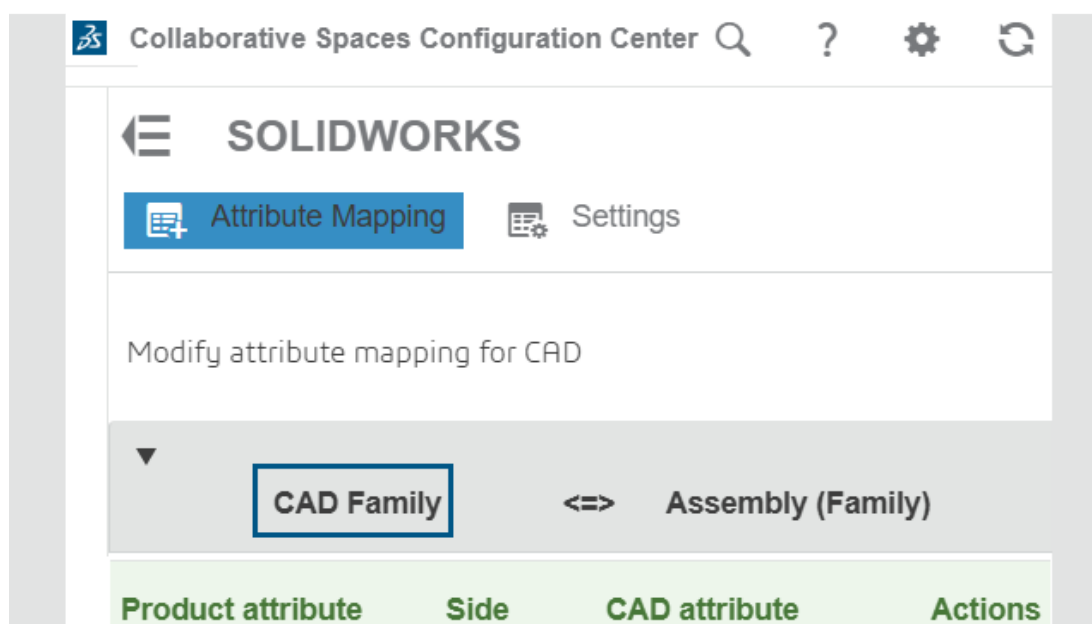 Collaborative Spaces Configuration Center ?
SOLIDWORKS
Attribute Mapping Settings
Modify attribute mapping for CAD
CAD Family <=> Assembly (Family)
Product attribute Side CAD attribute Actions